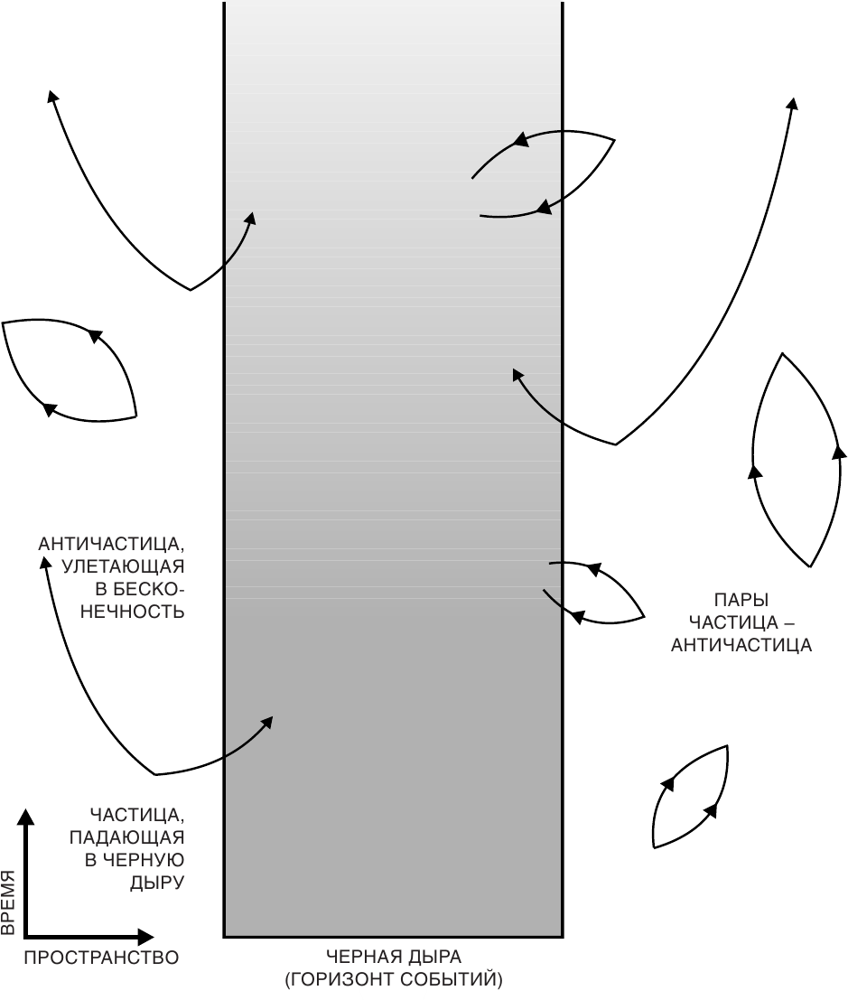 АНТИЧАСТИЦА,
УЛЕТАЮЩАЯ
В БЕСКО-
НЕЧНОСТЬ
ПАРЫ
ЧАСТИЦА –
АНТИЧАСТИЦА
ЧАСТИЦА,
ПАДАЮЩАЯ
В ЧЕРНУЮ
ДЫРУ
ВРЕМЯ
ПРОСТРАНСТВО
ЧЕРНАЯ ДЫРА
(ГОРИЗОНТ СОБЫТИЙ)